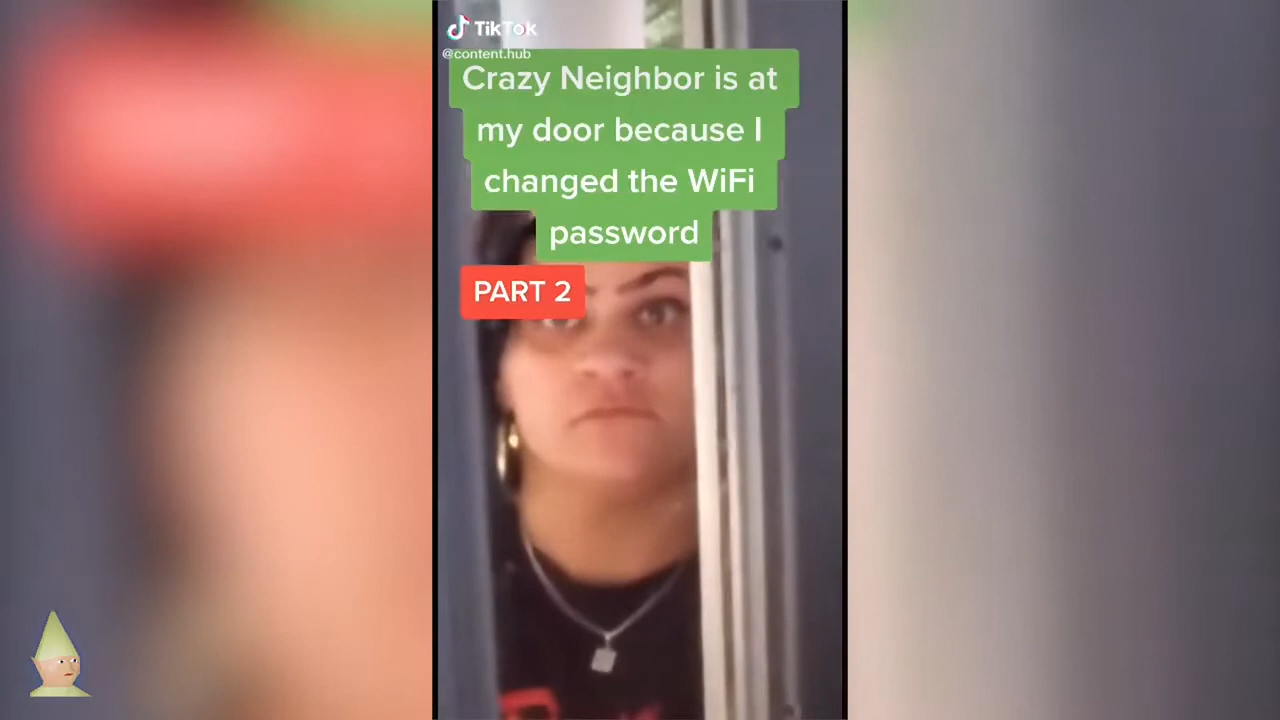 TikTok
@content.hub
Crazy Neighbor is at
my door because I
changed the WiFi
password
PART 2